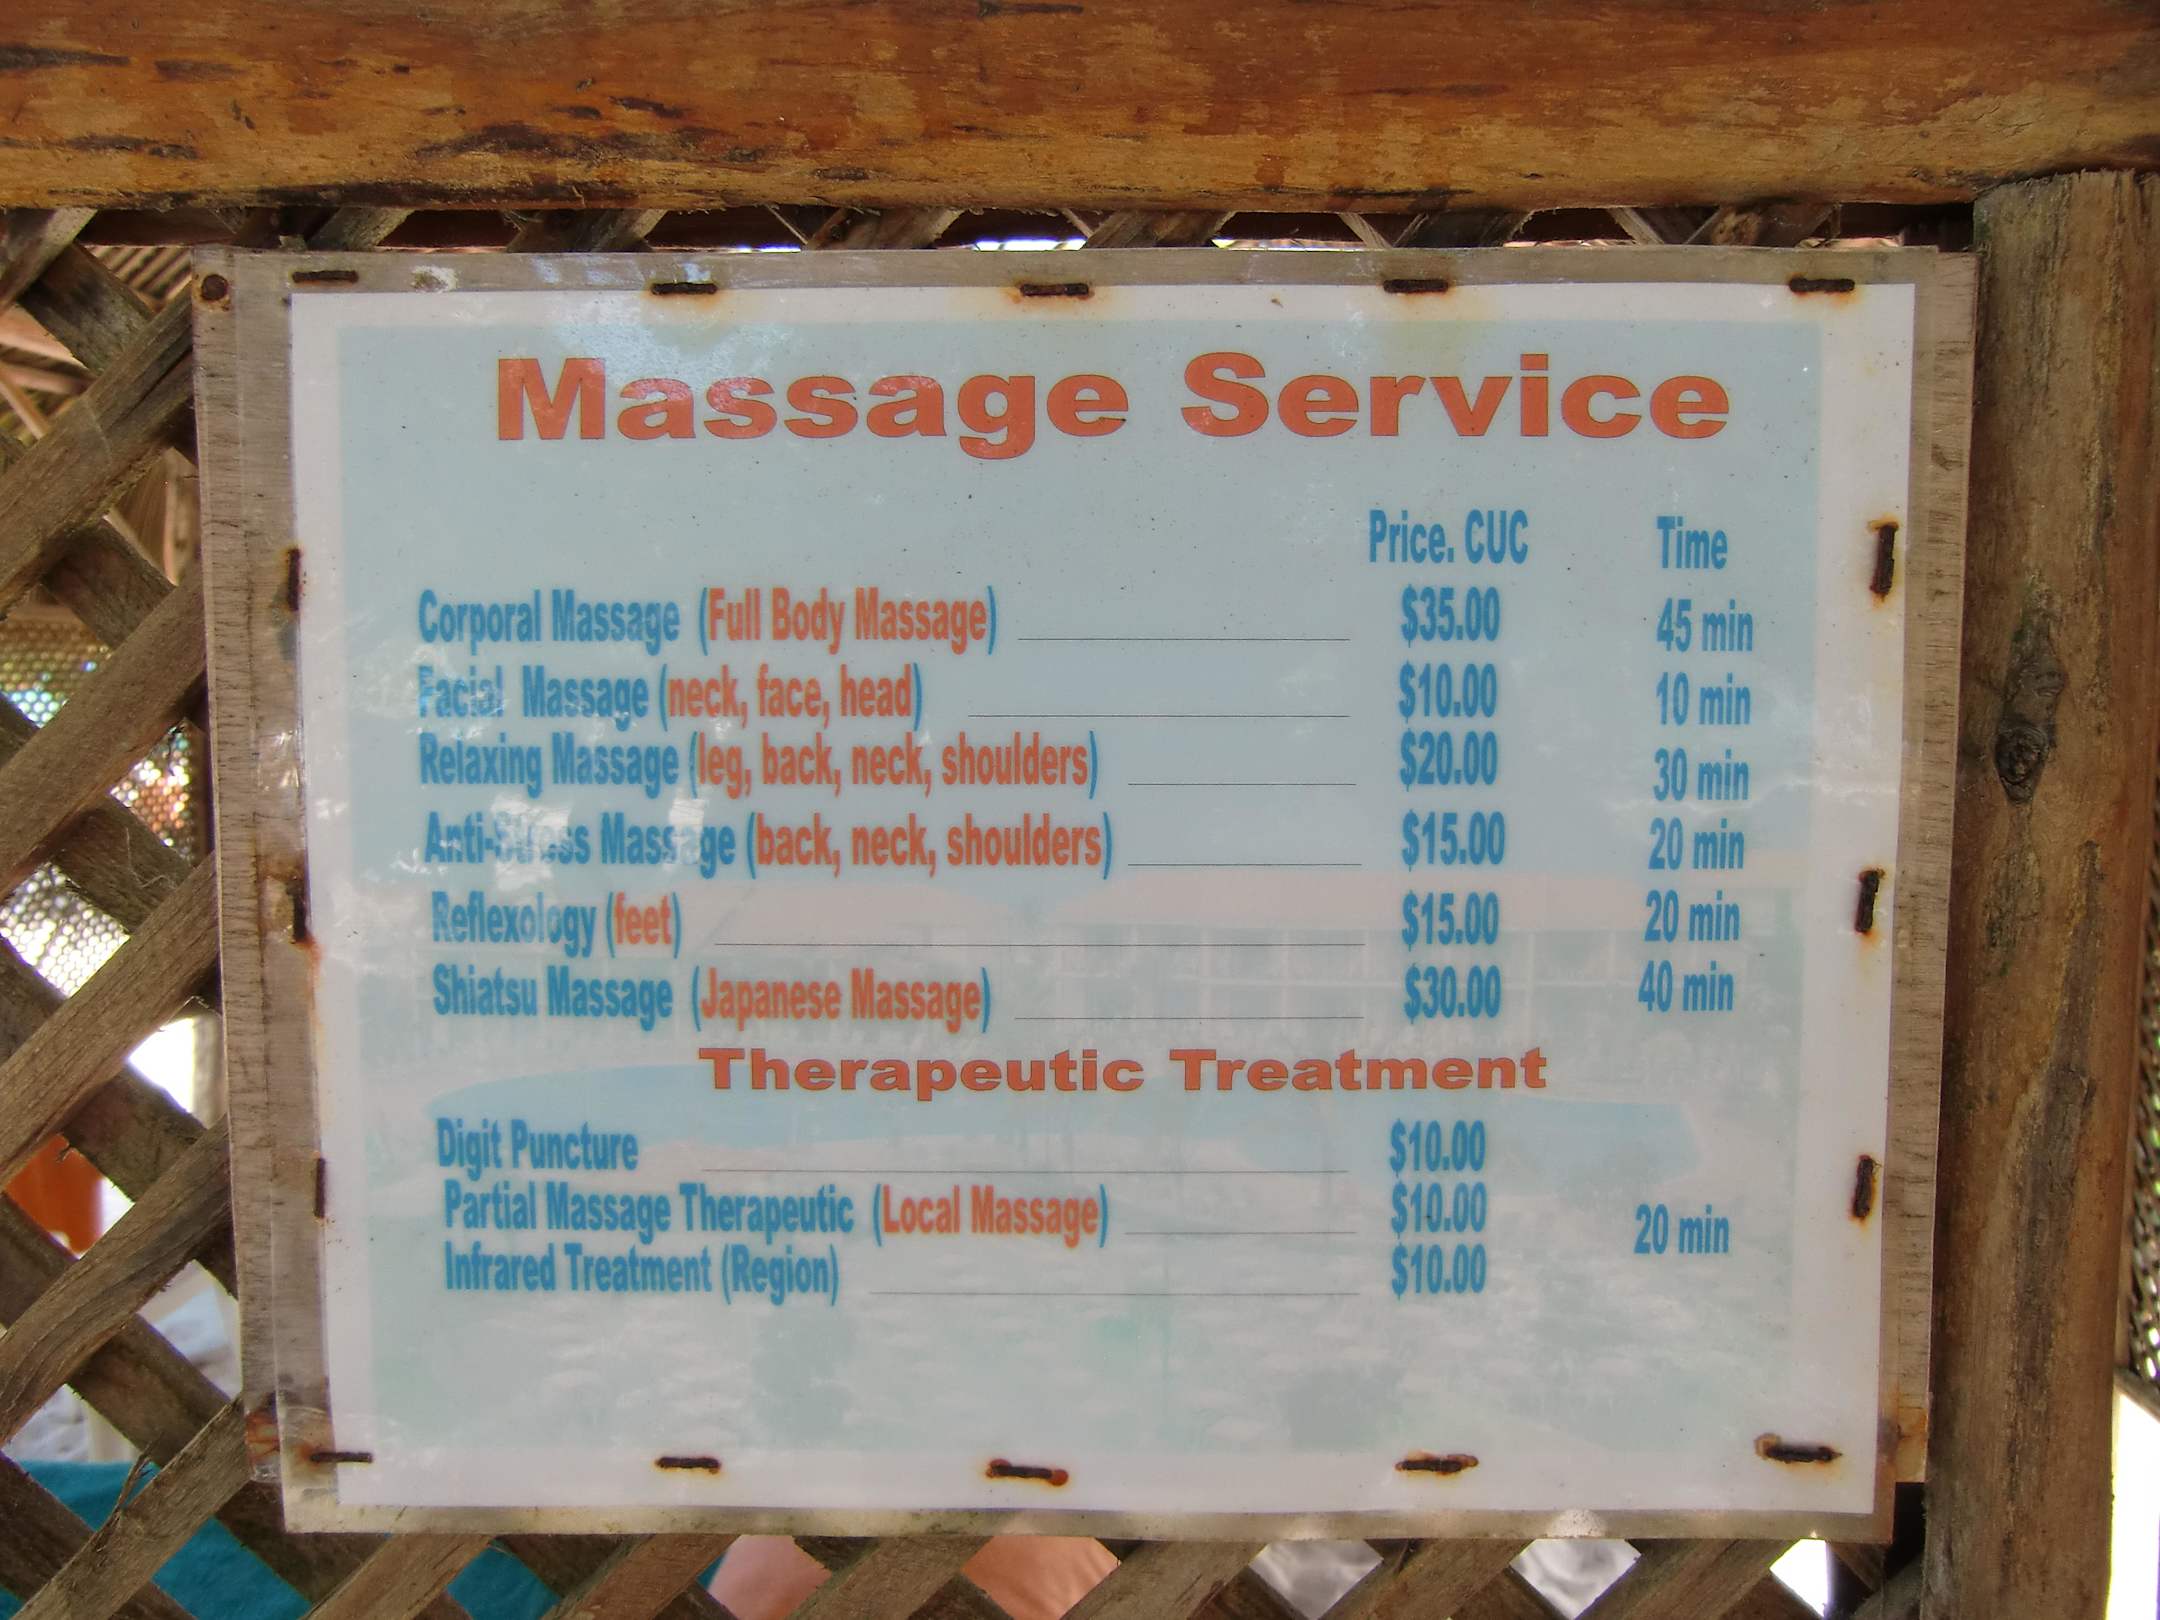 Massage Service
Price. CUC Time
Corporal Massage (Full Body Massage) $35.00 45 min
Facial Massage (neck, face, head) $10.00 10 min
Relaxing Massage (leg, back, neck, shoulders) $20.00 30 min
Anti-Stress Massage (back, neck, shoulders) $15.00 20 min
Reflexology (feet) $15.00 20 min
Shiatsu Massage (Japanese Massage) $30.00 40 min
Therapeutic Treatment
Digit Puncture $10.00
Partial Massage Therapeutic (Local Massage) $10.00 20 min
Infrared Treatment (Region) $10.00